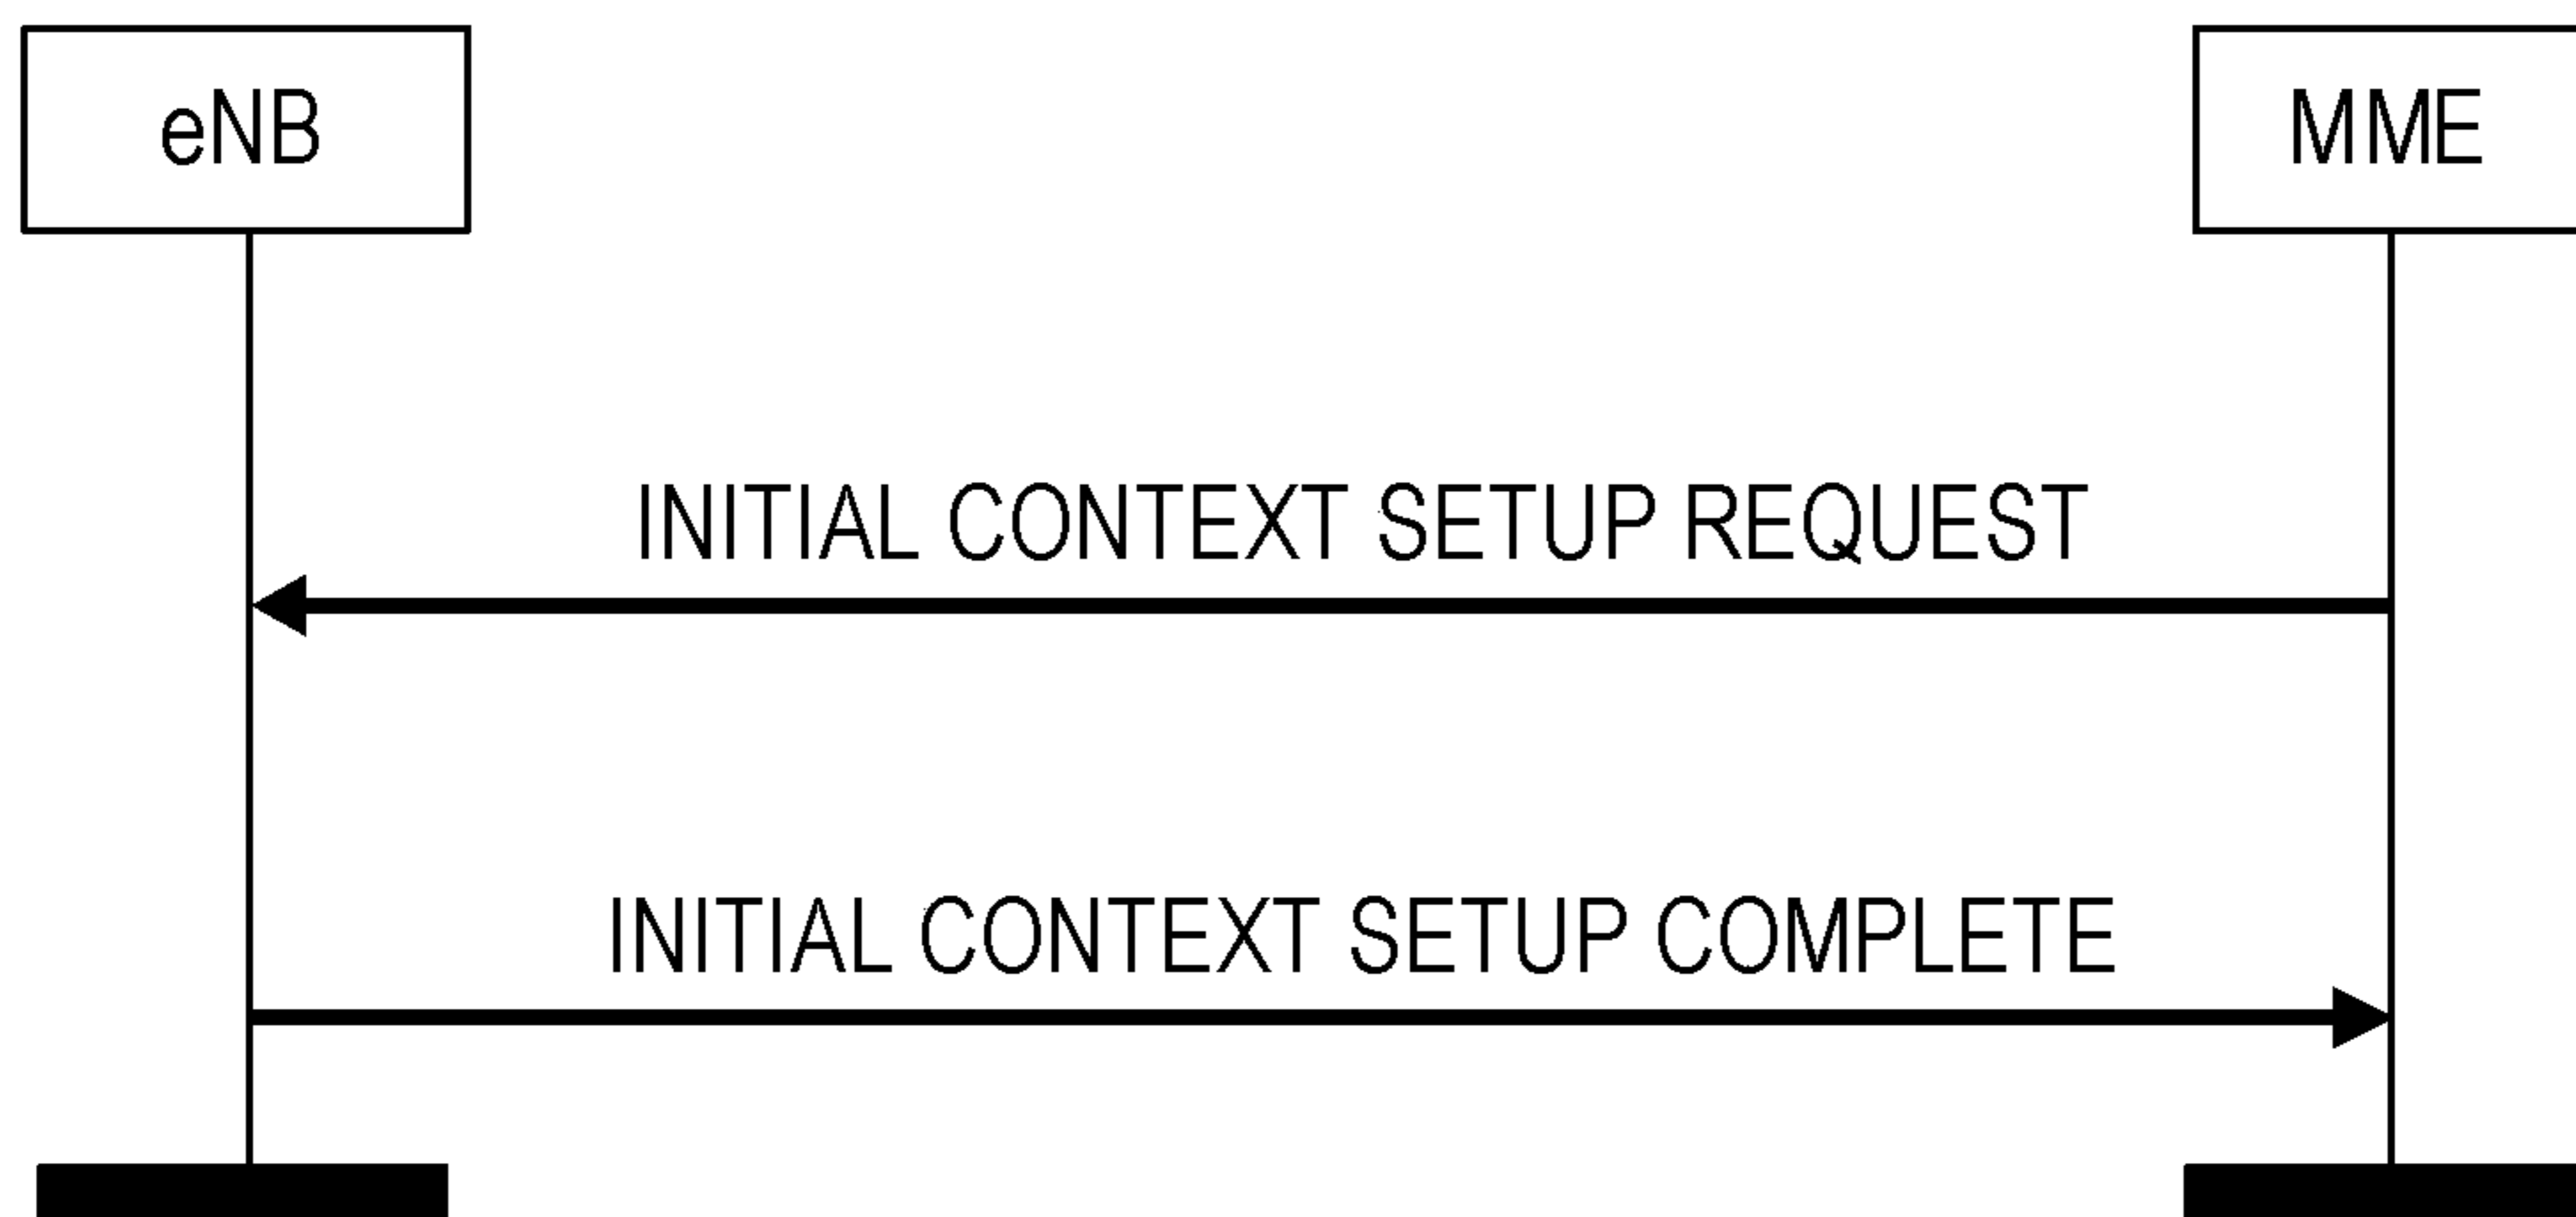 eNB
MME
INITIAL CONTEXT SETUP REQUEST
INITIAL CONTEXT SETUP COMPLETE